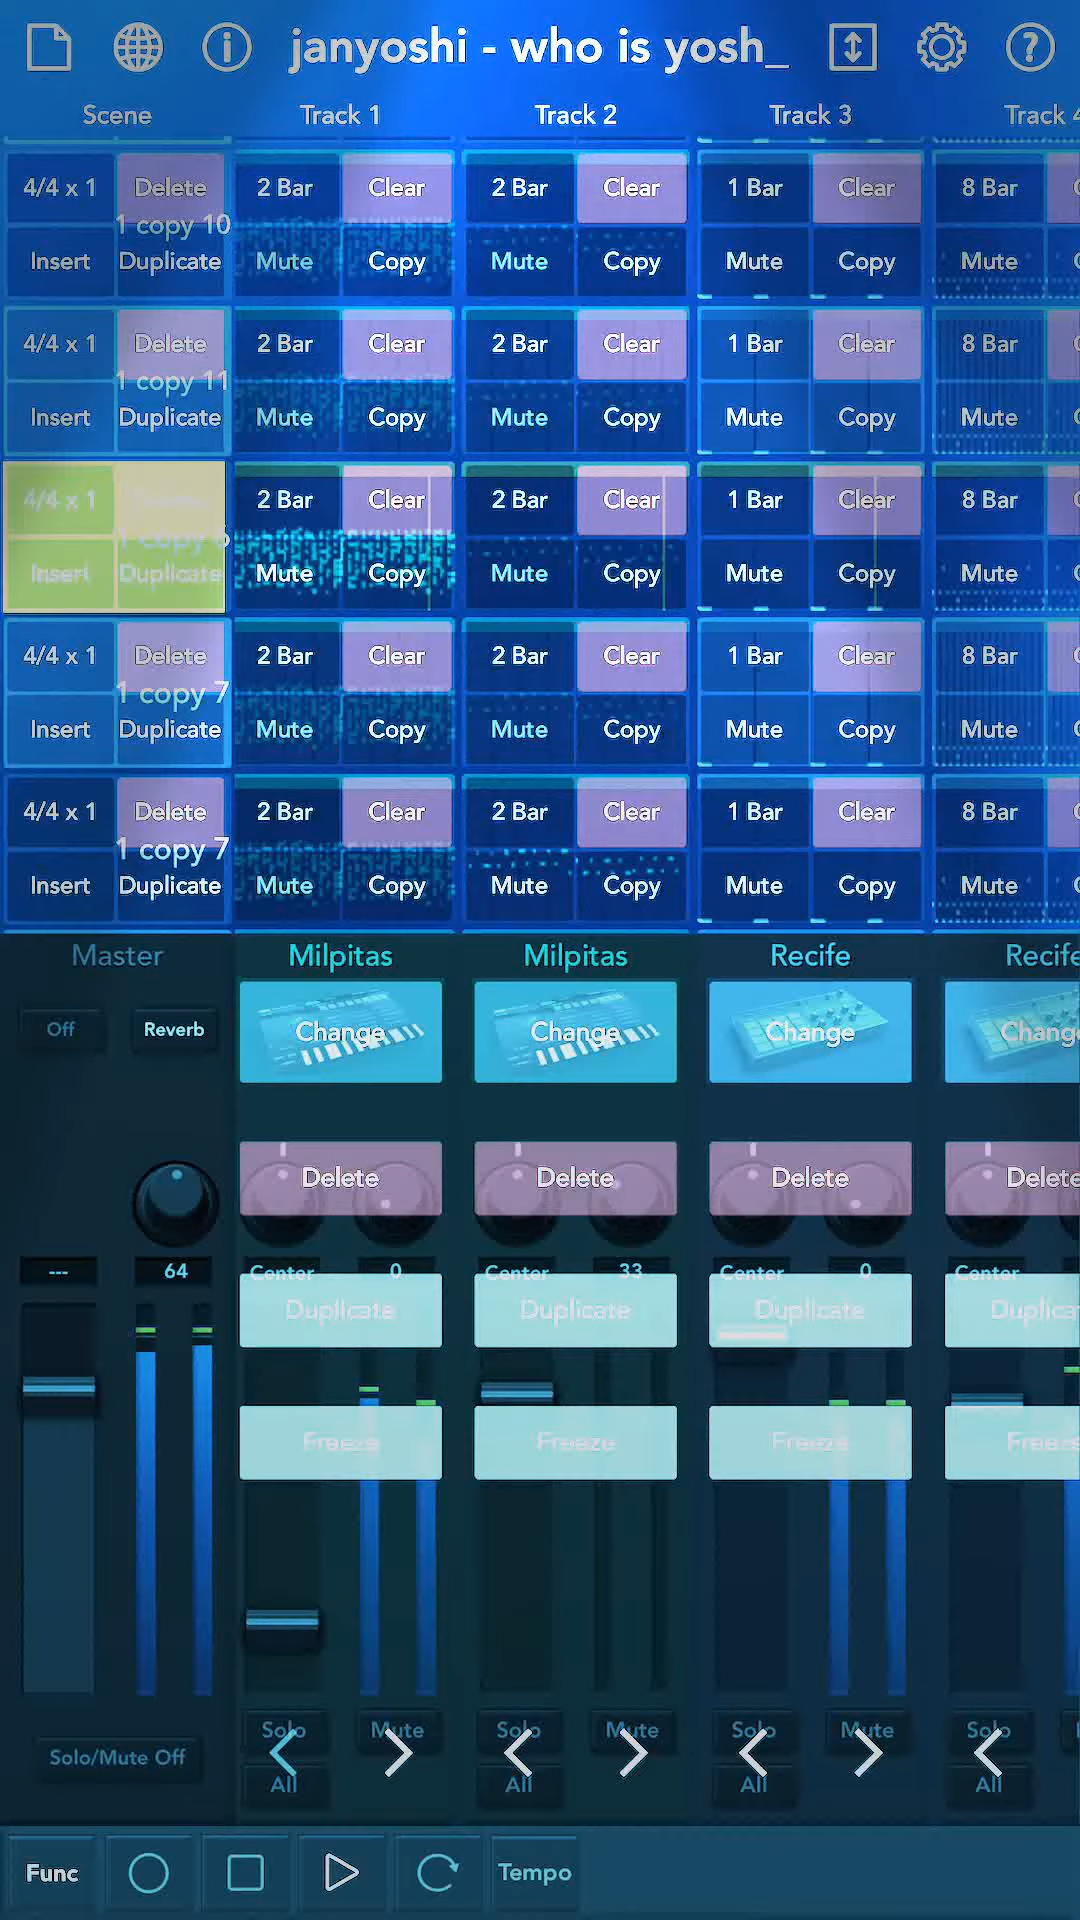 janyoshi - who is yosh_
Scene Track 1 Track 2 Track 3 Track 4
4/4 x 1 Delete 2 Bar Clear 2 Bar Clear 1 Bar Clear 8 Bar
1 copy 10
Insert Duplicate Mute Copy Mute Copy Mute Copy Mute
4/4 x 1 Delete 2 Bar Clear 2 Bar Clear 1 Bar Clear 8 Bar
1 copy 11
Insert Duplicate Mute Copy Mute Copy Mute Copy Mute
4/4 x 1 2 Bar Clear 2 Bar Clear 1 Bar Clear 8 Bar
1 copy 6
Insert Duplicate Mute Copy Mute Copy Mute Copy Mute
4/4 x 1 Delete 2 Bar Clear 2 Bar Clear 1 Bar Clear 8 Bar
1 copy 7
Insert Duplicate Mute Copy Mute Copy Mute Copy Mute
4/4 x 1 Delete 2 Bar Clear 2 Bar Clear 1 Bar Clear 8 Bar
1 copy 7
Insert Duplicate Mute Copy Mute Copy Mute Copy Mute
Master Milpitas Milpitas Recife Recife
Off Reverb Change Change Change Chang
Delete Delete Delete Delete
--- 64 Center 0 Center 33 Center 0 Center
Duplicate Duplicate Duplicate Duplica
Freeze Freeze Freeze Freeze
Solo Mute Solo Mute Solo Mute Solo
Solo/Mute Off
All All All All
Func Tempo